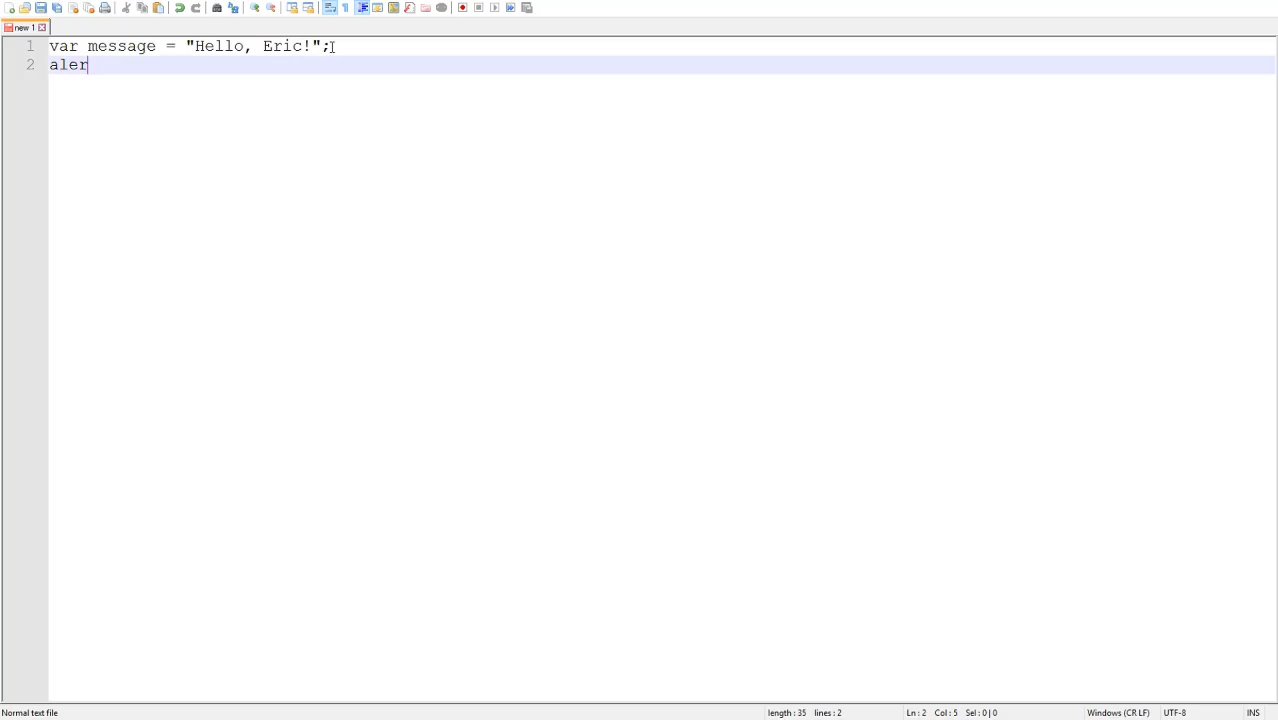 new 1
1 var message = "Hello, Eric!";
2 aler
Normal text file length : 35 lines : 2 Ln : 2 Col : 5 Sel : 0 | 0 Windows (CR LF) UTF-8 INS